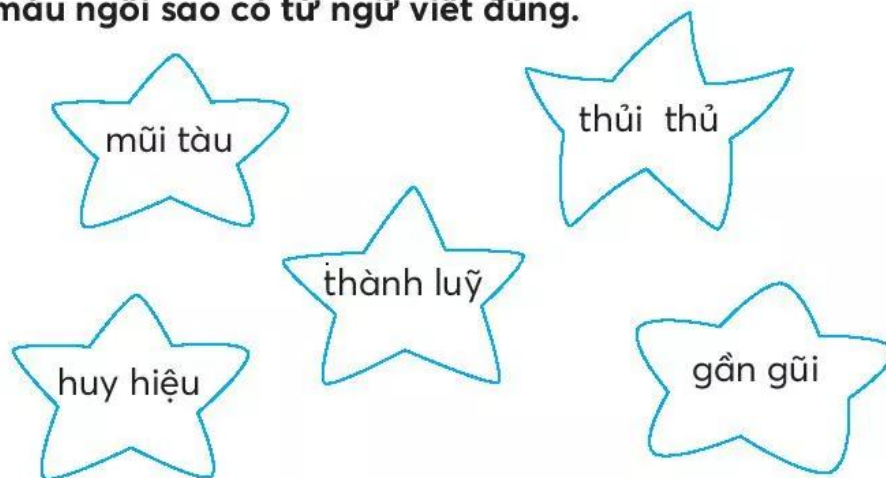 màu ngôi sao có từ ngữ viết đúng.
mũi tàu
thủi thủ
thành luỹ
huy hiệu
gần gũi